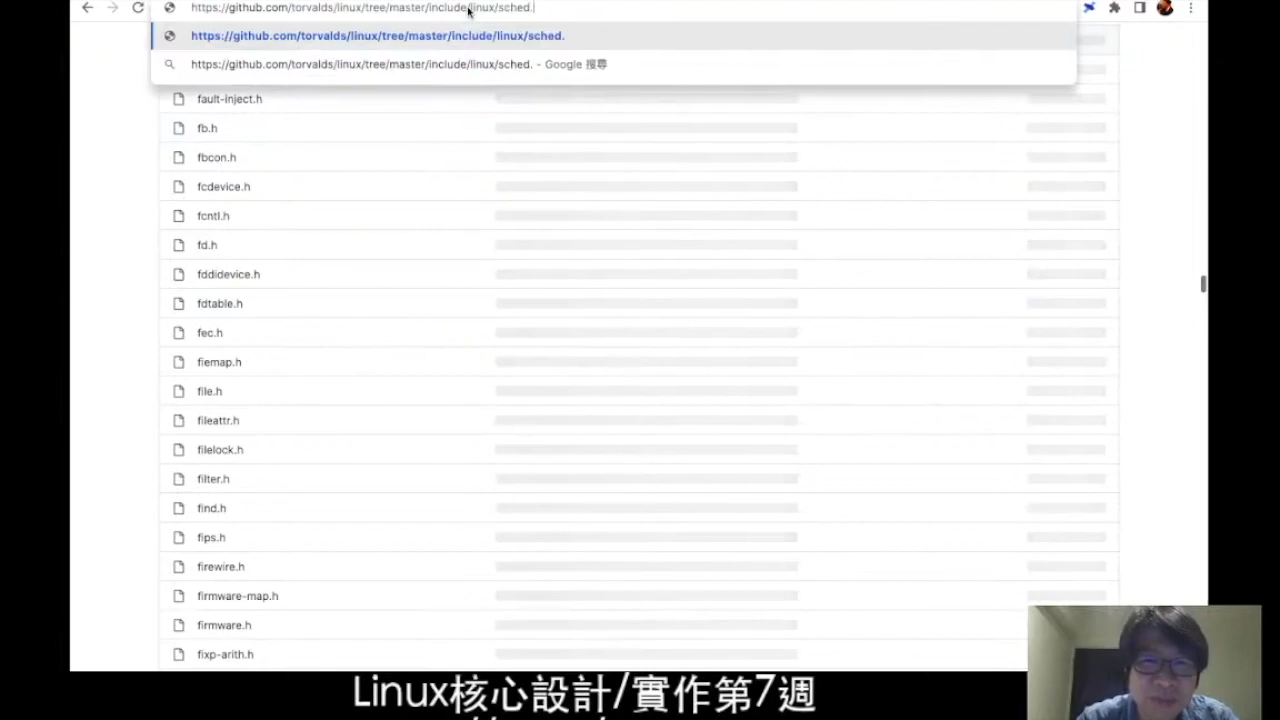 https://github.com/torvalds/linux/tree/master/include/linux/sched.
https://github.com/torvalds/linux/tree/master/include/linux/sched.
https://github.com/torvalds/linux/tree/master/include/linux/sched. - Google 搜尋
fault-inject.h
fb.h
fbcon.h
fcdevice.h
fcntl.h
fd.h
fddidevice.h
fdtable.h
fec.h
fiemap.h
file.h
fileattr.h
filelock.h
filter.h
find.h
fips.h
firewire.h
firmware-map.h
firmware.h
fixp-arith.h
Linux核心設計/實作第7週